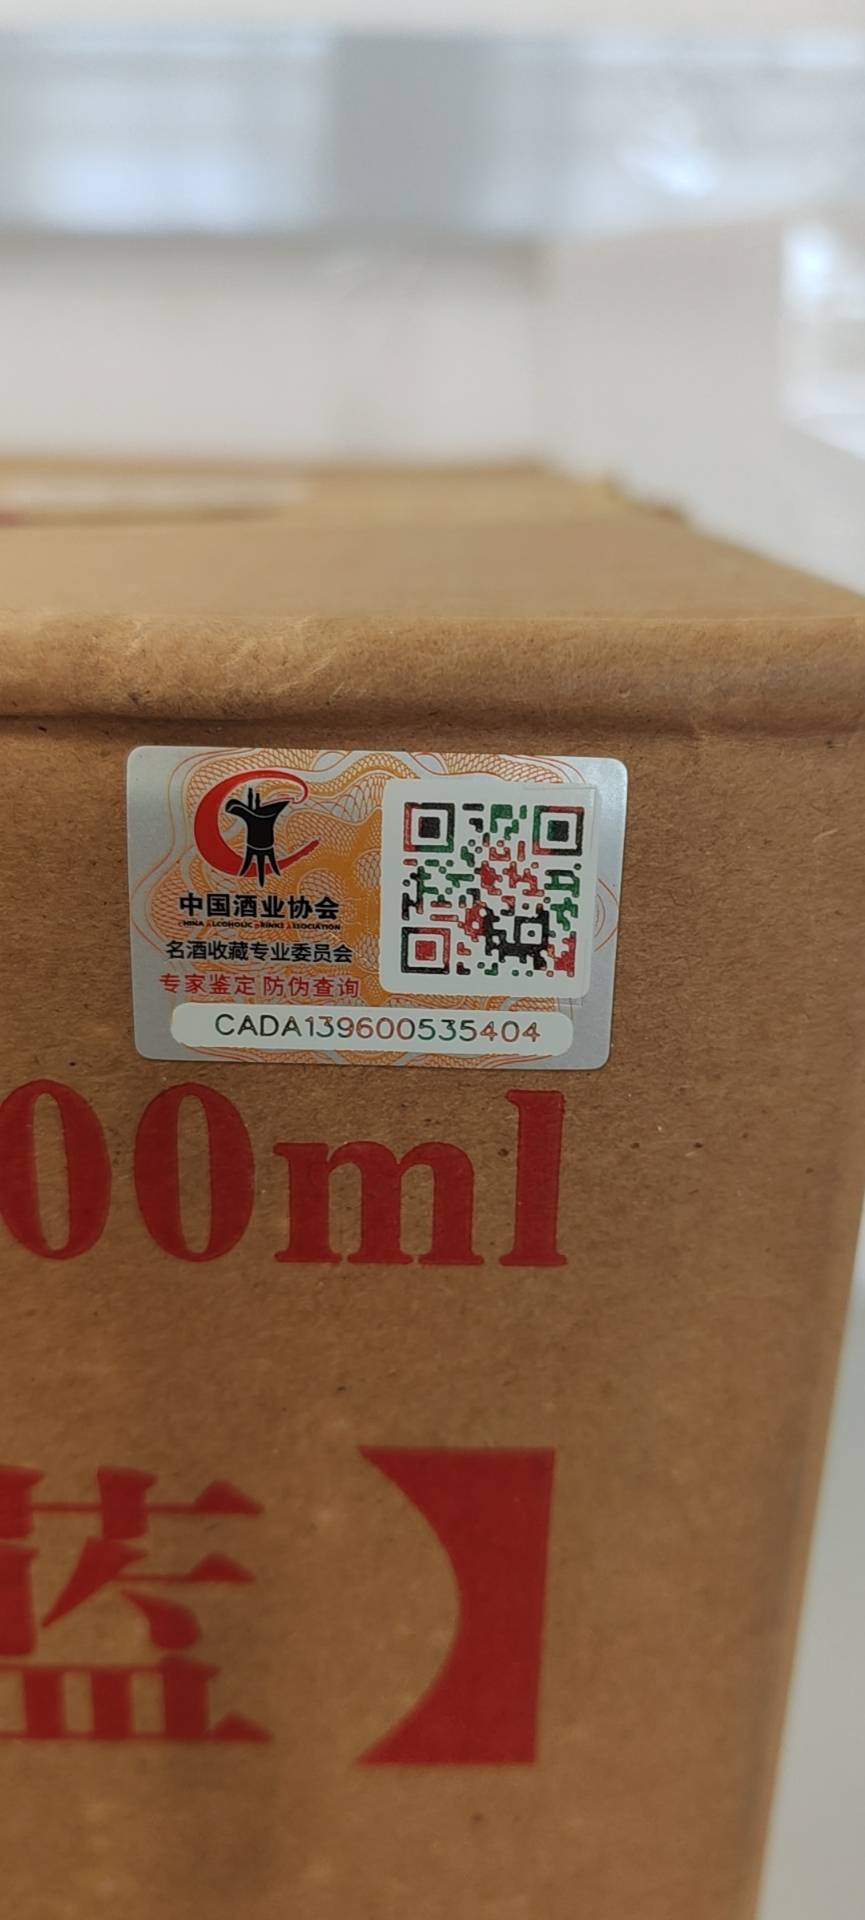 中国酒业协会
CHINA ALCOHOLIC DRINKS ASSOCIATION
名酒收藏专业委员会
专家鉴定 防伪查询
CADA139600535404
00ml
蓝】